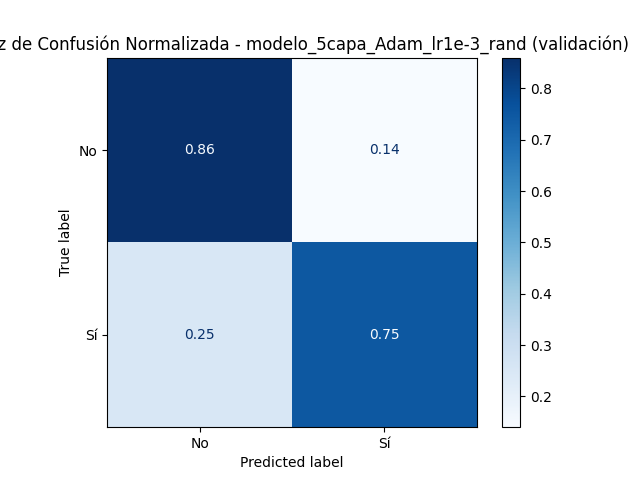 z de Confusión Normalizada - modelo_5capa_Adam_lr1e-3_rand (validación)
No
0.86
0.14
True label
Sí
0.25
0.75
No
Sí
Predicted label
0.8
0.7
0.6
0.5
0.4
0.3
0.2